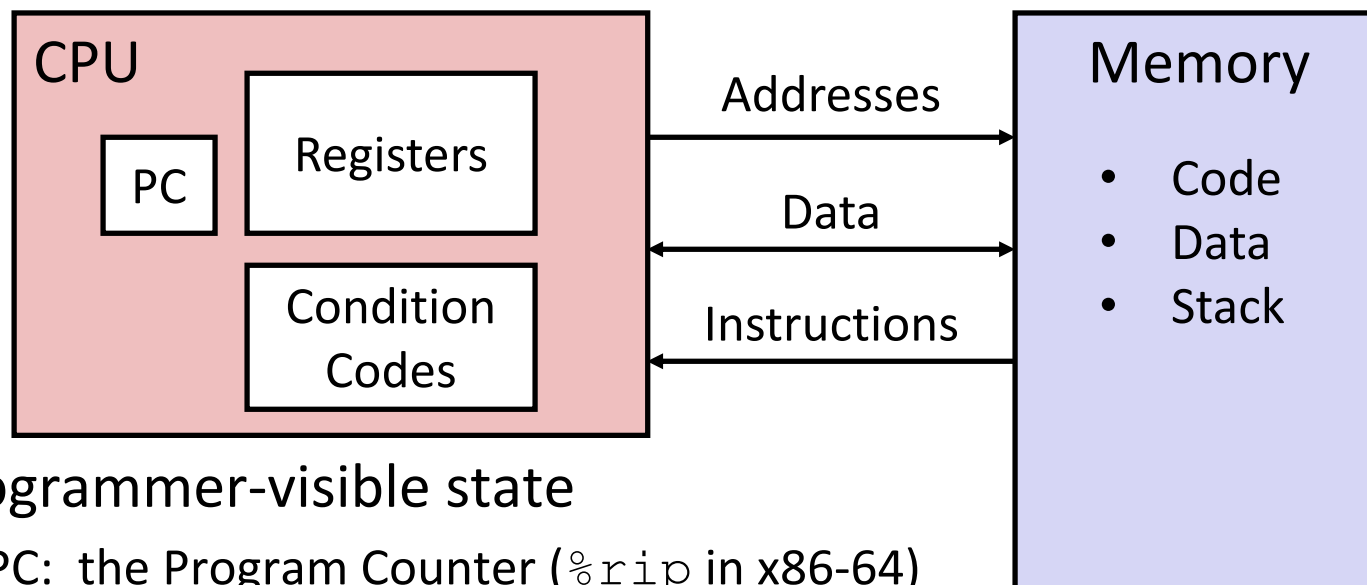 CPU
PC
Registers
Condition
Codes
Addresses
Data
Instructions
Memory
• Code
• Data
• Stack
ogrammer-visible state
PC: the Program Counter (%rip in x86-64)